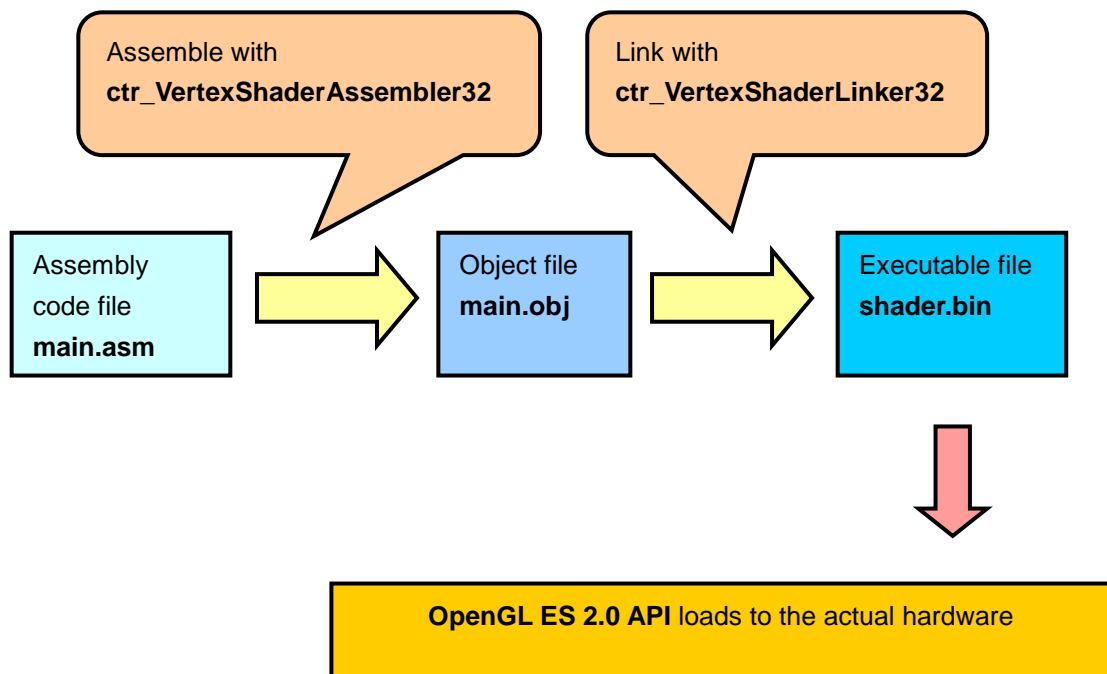 Assemble with
ctr_VertexShaderAssembler32
Link with
ctr_VertexShaderLinker32
Assembly
code file
main.asm
Object file
main.obj
Executable file
shader.bin
OpenGL ES 2.0 API loads to the actual hardware